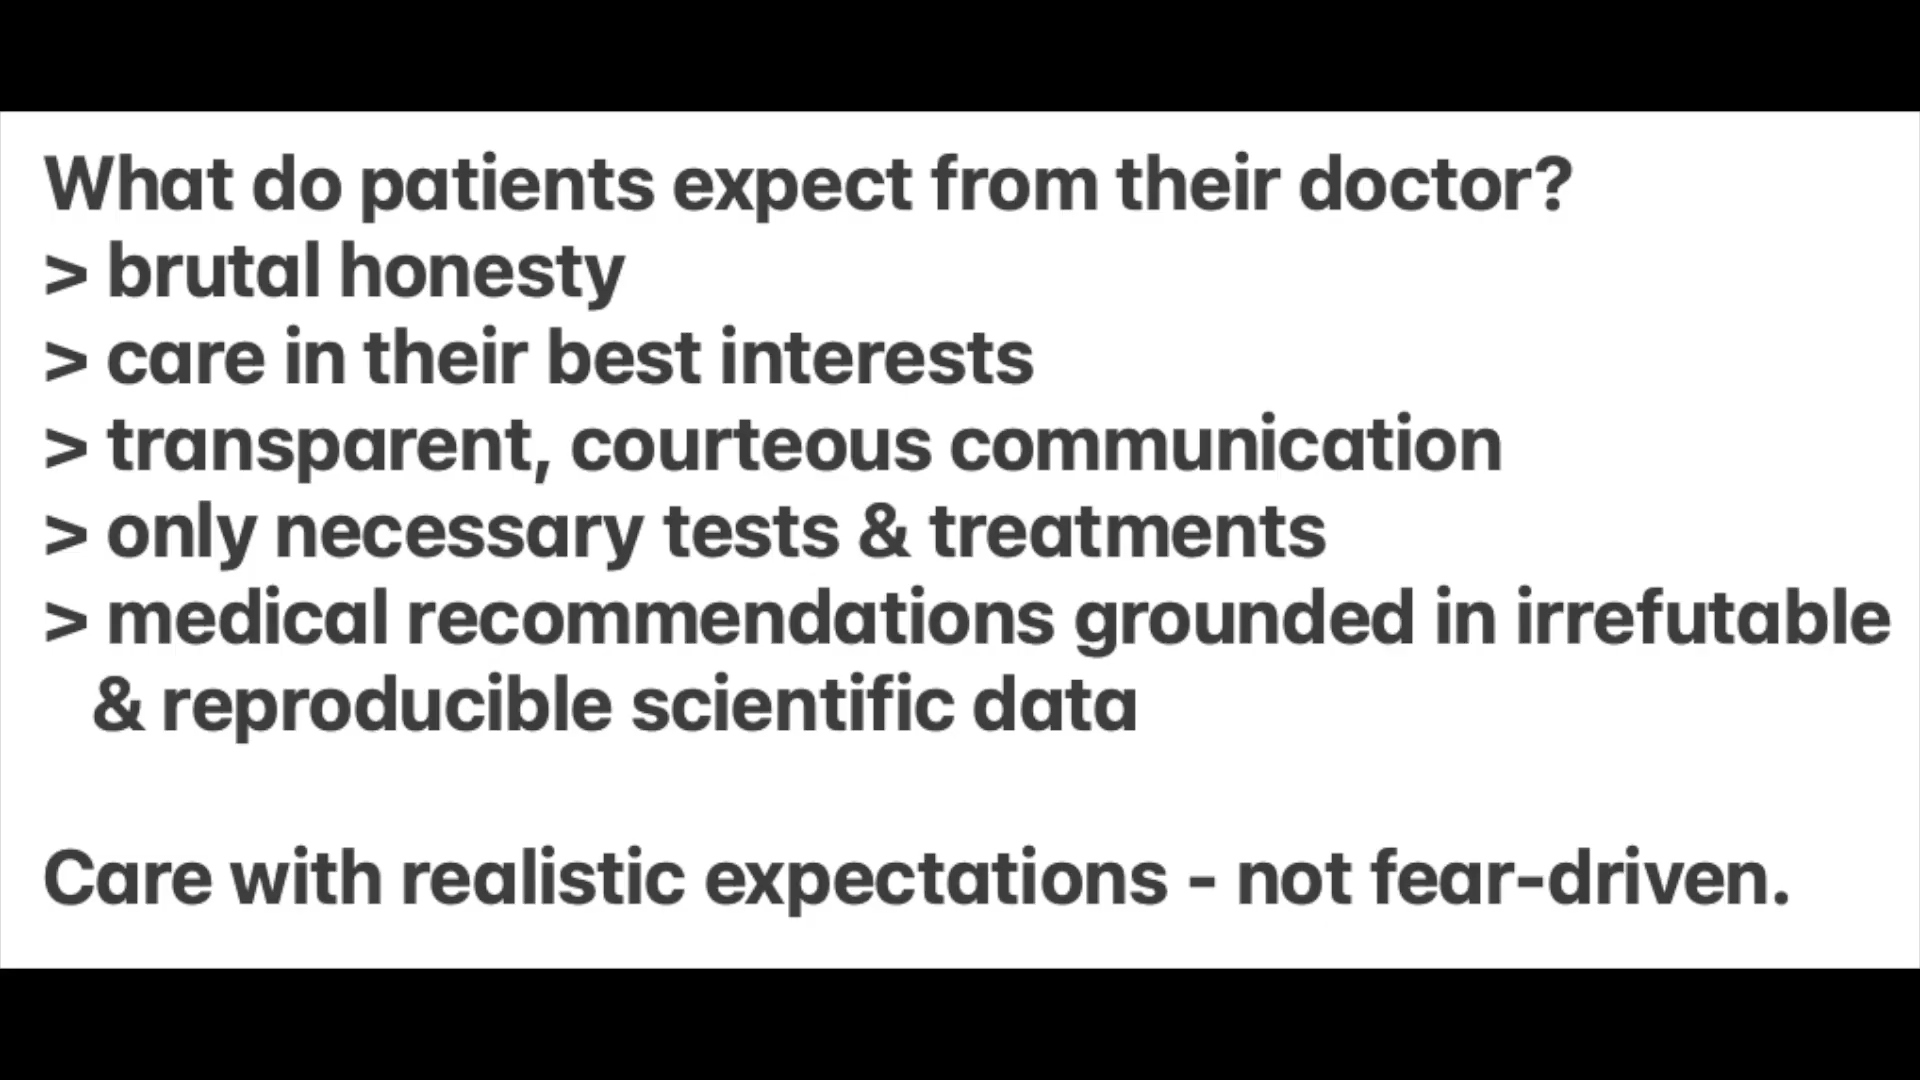 What do patients expect from their doctor?
> brutal honesty
> care in their best interests
> transparent, courteous communication
> only necessary tests & treatments
> medical recommendations grounded in irrefutable
& reproducible scientific data
Care with realistic expectations - not fear-driven.